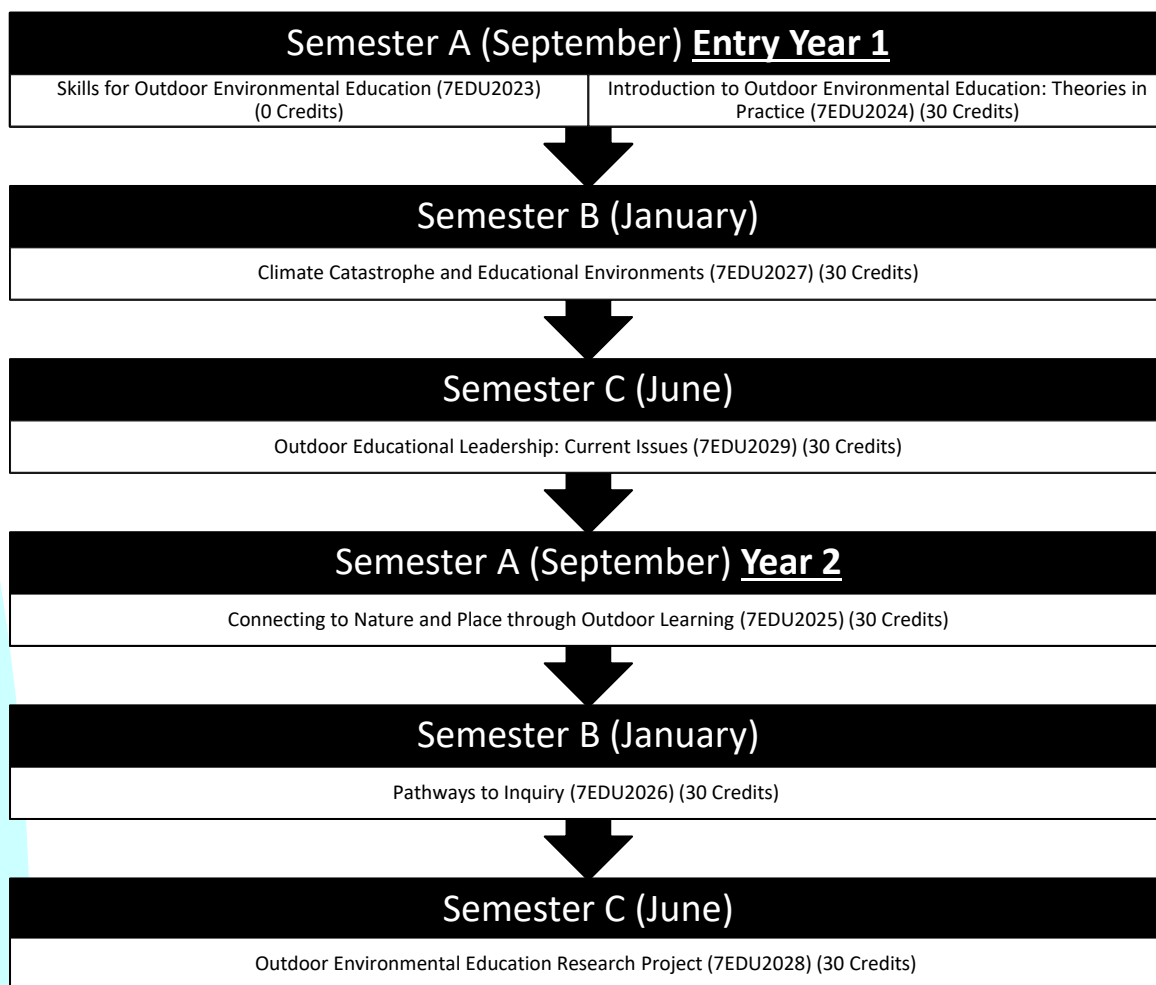 Semester A (September) Entry Year 1
Skills for Outdoor Environmental Education (7EDU2023)
(0 Credits)
Introduction to Outdoor Environmental Education: Theories in
Practice (7EDU2024) (30 Credits)
Semester B (January)
Climate Catastrophe and Educational Environments (7EDU2027) (30 Credits)
Semester C (June)
Outdoor Educational Leadership: Current Issues (7EDU2029) (30 Credits)
Semester A (September) Year 2
Connecting to Nature and Place through Outdoor Learning (7EDU2025) (30 Credits)
Semester B (January)
Pathways to Inquiry (7EDU2026) (30 Credits)
Semester C (June)
Outdoor Environmental Education Research Project (7EDU2028) (30 Credits)